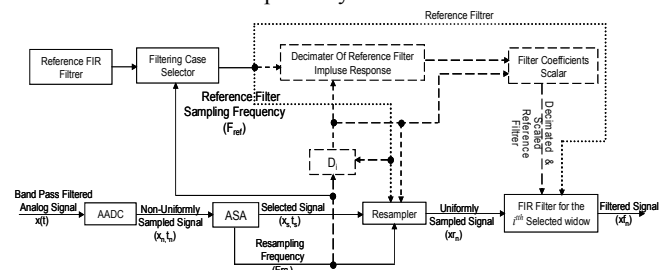 Reference Filtrer
Reference FIR
Filtrer
Filtering Case
Selector
Decimater Of Reference Filter
Impluse Response
Filter Coefficients
Scalar
Reference Filter
Sampling Frequency
(Fref)
Decimated &
Scaled
Reference
Filtrer
Di
Band Pass Filtered
Analog Signal
x(t)
AADC
Non-Uniformly
Sampled Signal
(xn,tn)
ASA
Selected Signal
(xs,ts)
Resampler
Uniformly
Sampled Signal
(xrn)
FIR Filter for the
ith Selected widow
Filtered Signal
(xfn)
Resampling
Frequency